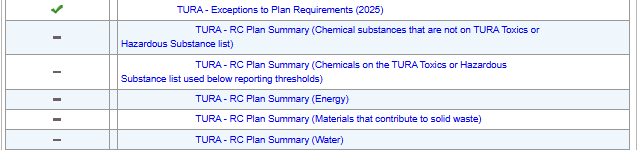 TURA - Exceptions to Plan Requirements (2025)
TURA - RC Plan Summary (Chemical substances that are not on TURA Toxics or
Hazardous Substance list)
TURA - RC Plan Summary (Chemicals on the TURA Toxics or Hazardous
Substance list used below reporting thresholds)
TURA - RC Plan Summary (Energy)
TURA - RC Plan Summary (Materials that contribute to solid waste)
TURA - RC Plan Summary (Water)